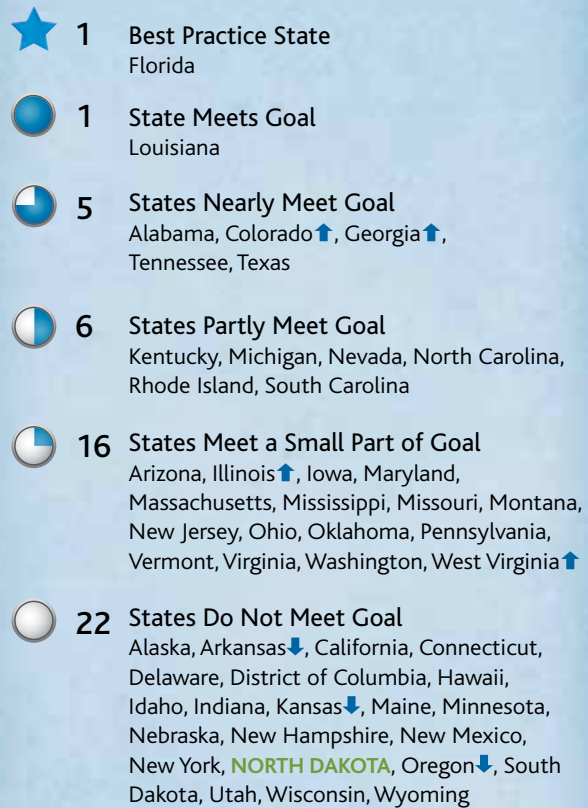 1 Best Practice State
Florida
1 State Meets Goal
Louisiana
5 States Nearly Meet Goal
Alabama, Colorado⬆, Georgia⬆,
Tennessee, Texas
6 States Partly Meet Goal
Kentucky, Michigan, Nevada, North Carolina,
Rhode Island, South Carolina
16 States Meet a Small Part of Goal
Arizona, Illinois⬆, Iowa, Maryland,
Massachusetts, Mississippi, Missouri, Montana,
New Jersey, Ohio, Oklahoma, Pennsylvania,
Vermont, Virginia, Washington, West Virginia⬆
22 States Do Not Meet Goal
Alaska, Arkansas⬇, California, Connecticut,
Delaware, District of Columbia, Hawaii,
Idaho, Indiana, Kansas⬇, Maine, Minnesota,
Nebraska, New Hampshire, New Mexico,
New York, NORTH DAKOTA, Oregon⬇, South
Dakota, Utah, Wisconsin, Wyoming